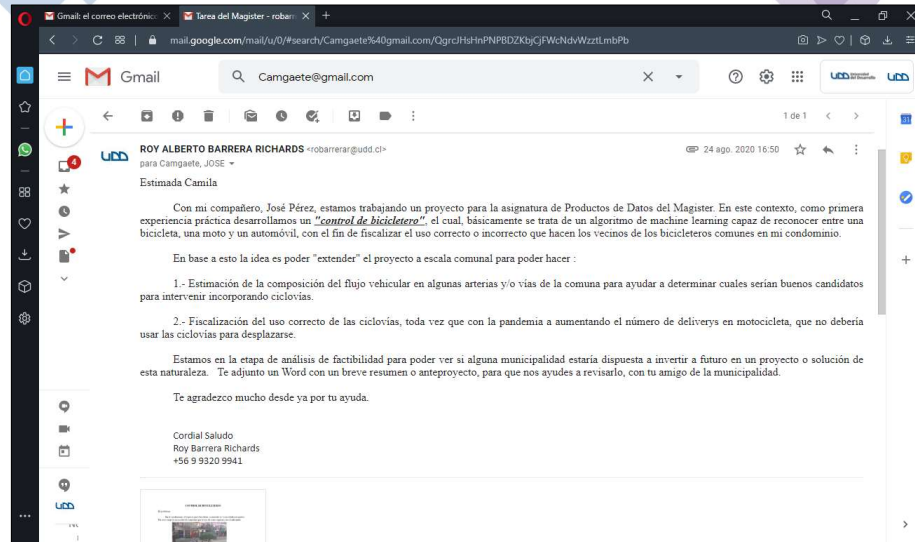 Gmail: el correo electrónic
Tarea del Magister - robarr
mail.google.com/mail/u/0/#search/Camgaete%40gmail.com/QgrcJHsHnPNPBDZKbjCjFWcNdvWzztLmbPb
Gmail
Camgaete@gmail.com
UDD Universidad del Desarrollo
UDD
1 de 1
31
4
UDD
ROY ALBERTO BARRERA RICHARDS <robarrerar@udd.cl>
24 ago. 2020 16:50
para Camgaete, JOSE
Estimada Camila
Con mi compañero, José Pérez, estamos trabajando un proyecto para la asignatura de Productos de Datos del Magister. En este contexto, como primera
experiencia práctica desarrollamos un "control de bicicletero", el cual, básicamente se trata de un algoritmo de machine learning capaz de reconocer entre una
bicicleta, una moto y un automóvil, con el fin de fiscalizar el uso correcto o incorrecto que hacen los vecinos de los bicicleteros comunes en mi condominio.
En base a esto la idea es poder "extender" el proyecto a escala comunal para poder hacer :
1.- Estimación de la composición del flujo vehicular en algunas arterias y/o vías de la comuna para ayudar a determinar cuales serían buenos candidatos
para intervenir incorporando ciclovías.
2.- Fiscalización del uso correcto de las ciclovías, toda vez que con la pandemia a aumentando el número de deliverys en motocicleta, que no debería
usar las ciclovías para desplazarse.
Estamos en la etapa de análisis de factibilidad para poder ver si alguna municipalidad estaría dispuesta a invertir a futuro en un proyecto o solución de
esta naturaleza. Te adjunto un Word con un breve resumen o anteproyecto, para que nos ayudes a revisarlo, con tu amigo de la municipalidad.
Te agradezco mucho desde ya por tu ayuda.
Cordial Saludo
Roy Barrera Richards
+56 9 9320 9941
UDD